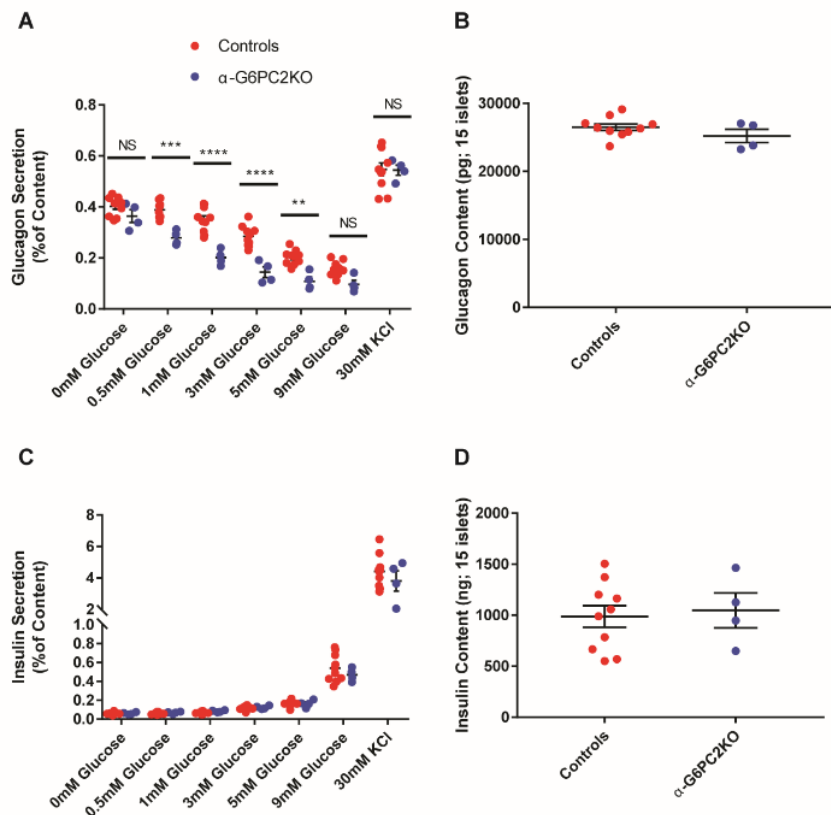 A
Controls
α-G6PC2KO
Glucagon Secretion
(%of Content)
0.8
0.6
0.4
0.2
0.0
NS
***
****
****
**
NS
NS
0mM Glucose
0.5mM Glucose
1mM Glucose
3mM Glucose
5mM Glucose
9mM Glucose
30mM KCl
B
Glucagon Content (pg; 15 islets)
30000
20000
10000
0
Controls
α-G6PC2KO
C
Insulin Secretion
(%of Content)
8
6
4
2
1.0
0.8
0.6
0.4
0.2
0.0
0mM Glucose
0.5mM Glucose
1mM Glucose
3mM Glucose
5mM Glucose
9mM Glucose
30mM KCl
D
Insulin Content (ng; 15 islets)
2000
1500
1000
500
0
Controls
α-G6PC2KO